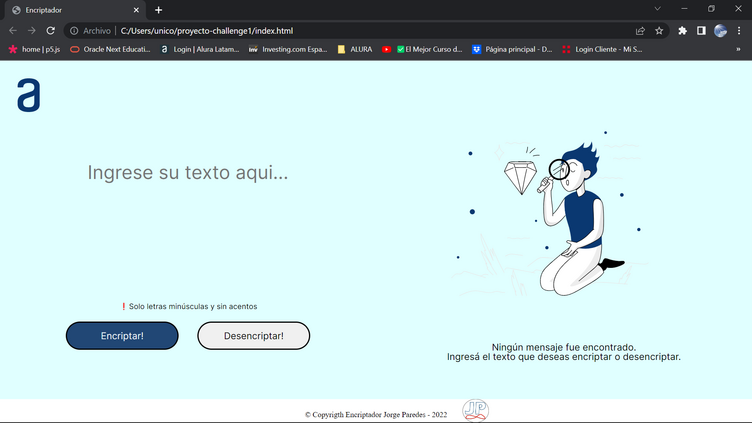 Encriptador
Archivo | C:/Users/unico/proyecto-challenge1/index.html
home | p5.js
Oracle Next Educati...
Login | Alura Latam...
Investing.com Espa...
ALURA
El Mejor Curso d...
Página principal - D...
Login Cliente - Mi S...
»
a
Ingrese su texto aqui...
❗ Solo letras minúsculas y sin acentos
Encriptar!
Desencriptar!
Ningún mensaje fue encontrado.
Ingresá el texto que deseas encriptar o desencriptar.
© Copyrigth Encriptador Jorge Paredes - 2022
JP